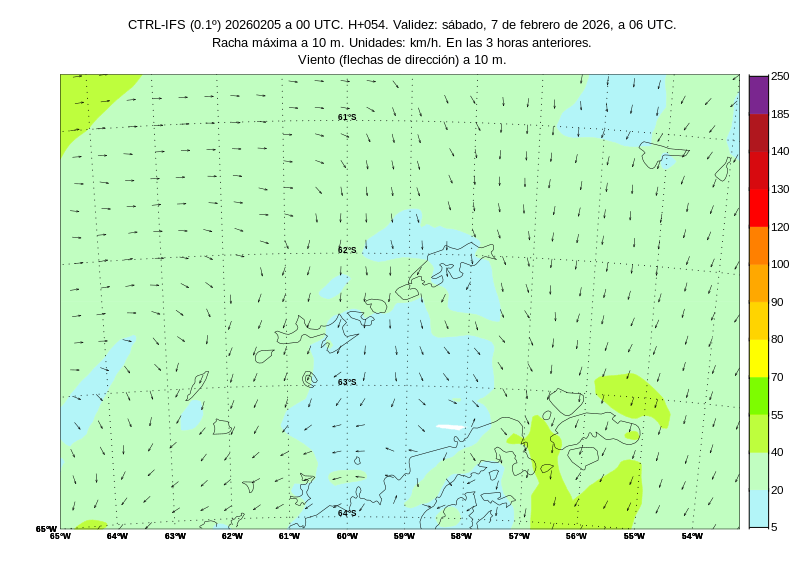 CTRL-IFS (0.1º) 20260205 a 00 UTC. H+054. Validez: sábado, 7 de febrero de 2026, a 06 UTC.
Racha máxima a 10 m. Unidades: km/h. En las 3 horas anteriores.
Viento (flechas de dirección) a 10 m.
250
185
140
130
120
100
90
80
70
55
40
20
5
61°S
62°S
63°S
64°S
65°W
65°W 64°W 63°W 62°W 61°W 60°W 59°W 58°W 57°W 56°W 55°W 54°W